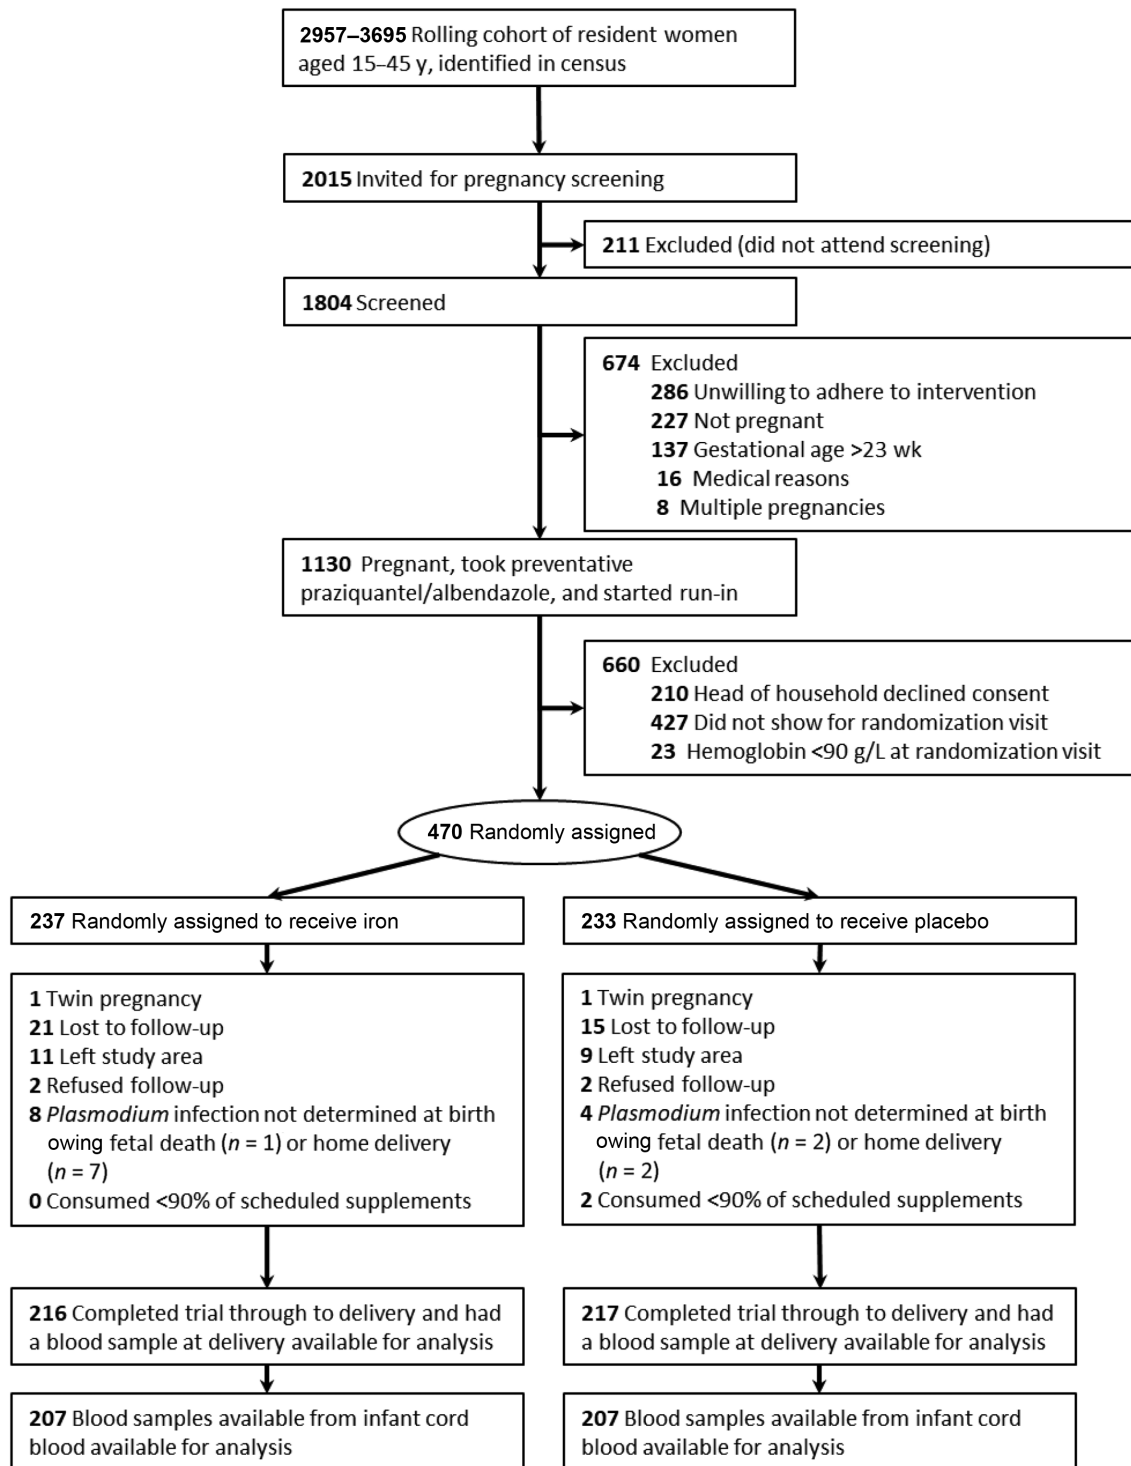 2957–3695 Rolling cohort of resident women
aged 15–45 y, identified in census
2015 Invited for pregnancy screening
211 Excluded (did not attend screening)
1804 Screened
674 Excluded
286 Unwilling to adhere to intervention
227 Not pregnant
137 Gestational age >23 wk
16 Medical reasons
8 Multiple pregnancies
1130 Pregnant, took preventative
praziquantel/albendazole, and started run-in
660 Excluded
210 Head of household declined consent
427 Did not show for randomization visit
23 Hemoglobin <90 g/L at randomization visit
470 Randomly assigned
237 Randomly assigned to receive iron
1 Twin pregnancy
21 Lost to follow-up
11 Left study area
2 Refused follow-up
8 Plasmodium infection not determined at birth
owing fetal death (n = 1) or home delivery
(n = 7)
0 Consumed <90% of scheduled supplements
216 Completed trial through to delivery and had
a blood sample at delivery available for analysis
207 Blood samples available from infant cord
blood available for analysis
233 Randomly assigned to receive placebo
1 Twin pregnancy
15 Lost to follow-up
9 Left study area
2 Refused follow-up
4 Plasmodium infection not determined at birth
owing fetal death (n = 2) or home delivery
(n = 2)
2 Consumed <90% of scheduled supplements
217 Completed trial through to delivery and had
a blood sample at delivery available for analysis
207 Blood samples available from infant cord
blood available for analysis